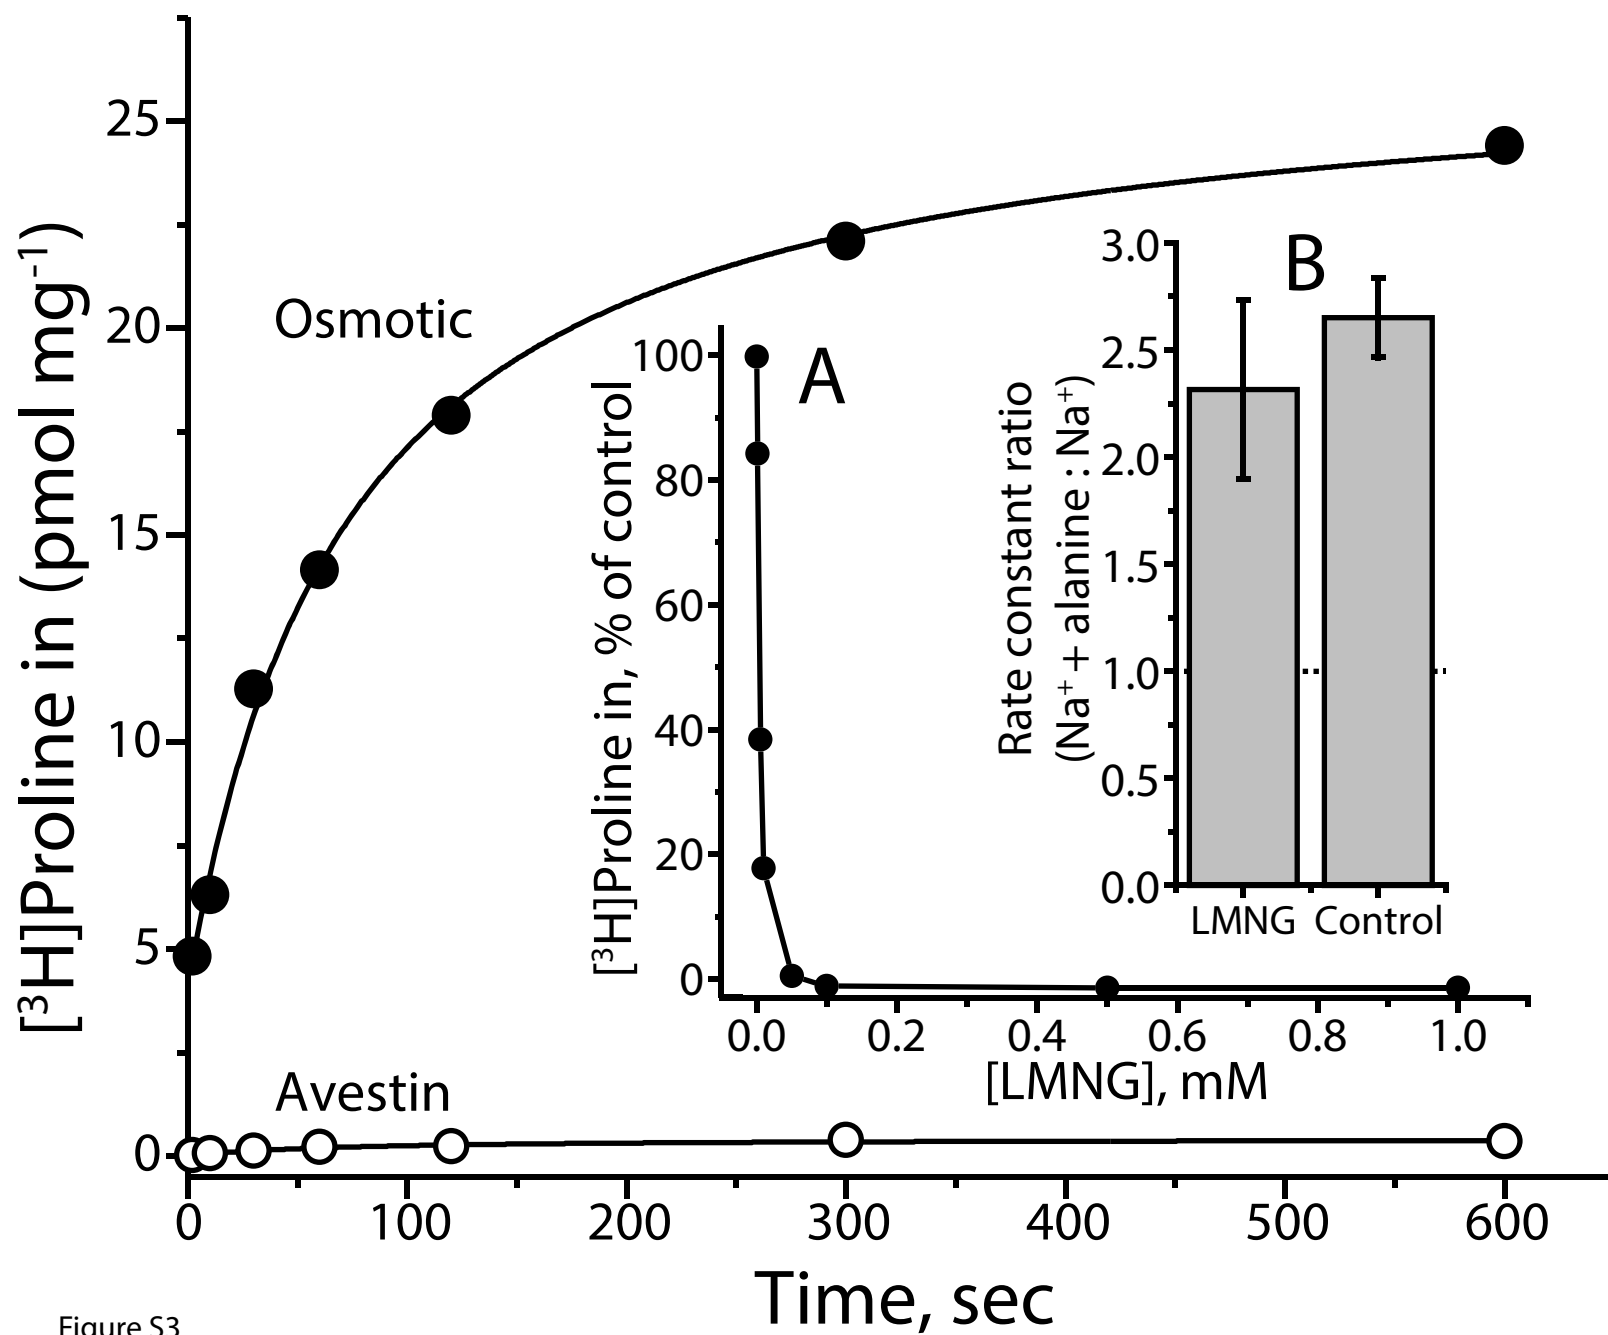 [³H]Proline in (pmol mg⁻¹)
25
20
15
10
5
0
Osmotic
Avestin
0 100 200 300 400 500 600
Time, sec
A
[³H]Proline in, % of control
100
80
60
40
20
0
0.0 0.2 0.4 0.6 0.8 1.0
[LMNG], mM
B
Rate constant ratio
(Na⁺ + alanine : Na⁺)
3.0
2.5
2.0
1.5
1.0
0.5
0.0
LMNG Control
Figure S3